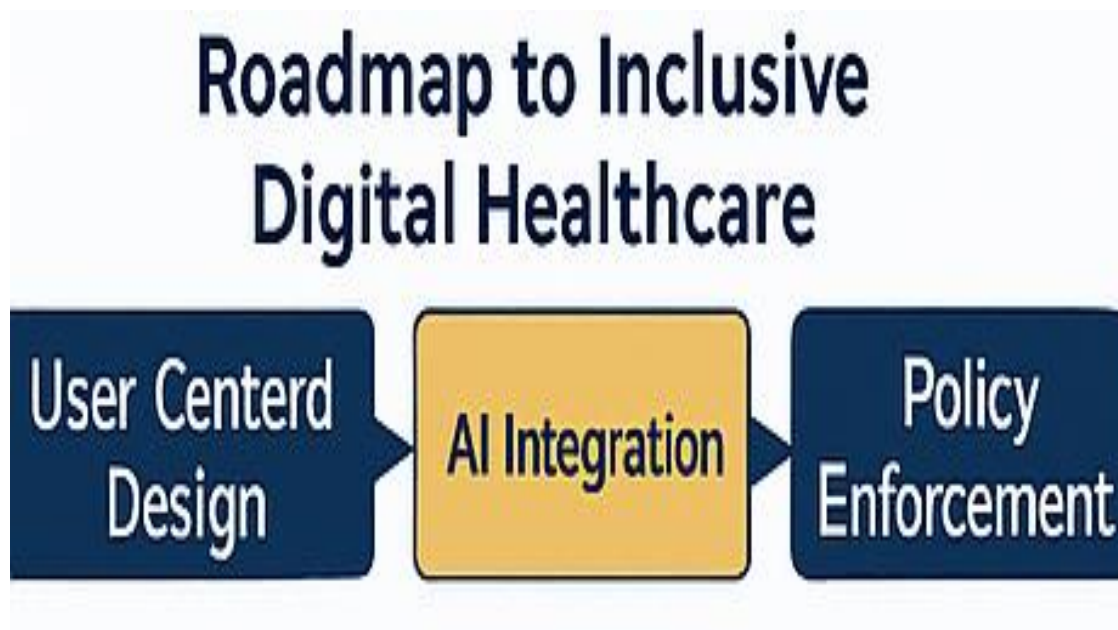 Roadmap to Inclusive
Digital Healthcare
User Centerd
Design
AI Integration
Policy
Enforcement